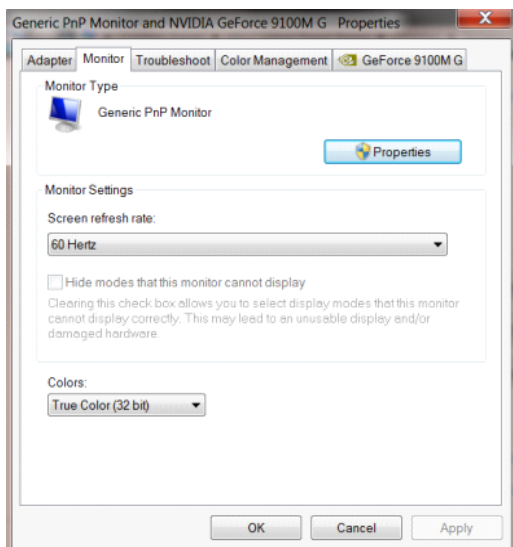 Generic PnP Monitor and NVIDIA GeForce 9100M G Properties
Adapter Monitor Troubleshoot Color Management GeForce 9100M G
Monitor Type
Generic PnP Monitor
Properties
Monitor Settings
Screen refresh rate:
60 Hertz
Hide modes that this monitor cannot display
Clearing this check box allows you to select display modes that this monitor
cannot display correctly. This may lead to an unusable display and/or
damaged hardware.
Colors:
True Color (32 bit)
OK Cancel Apply